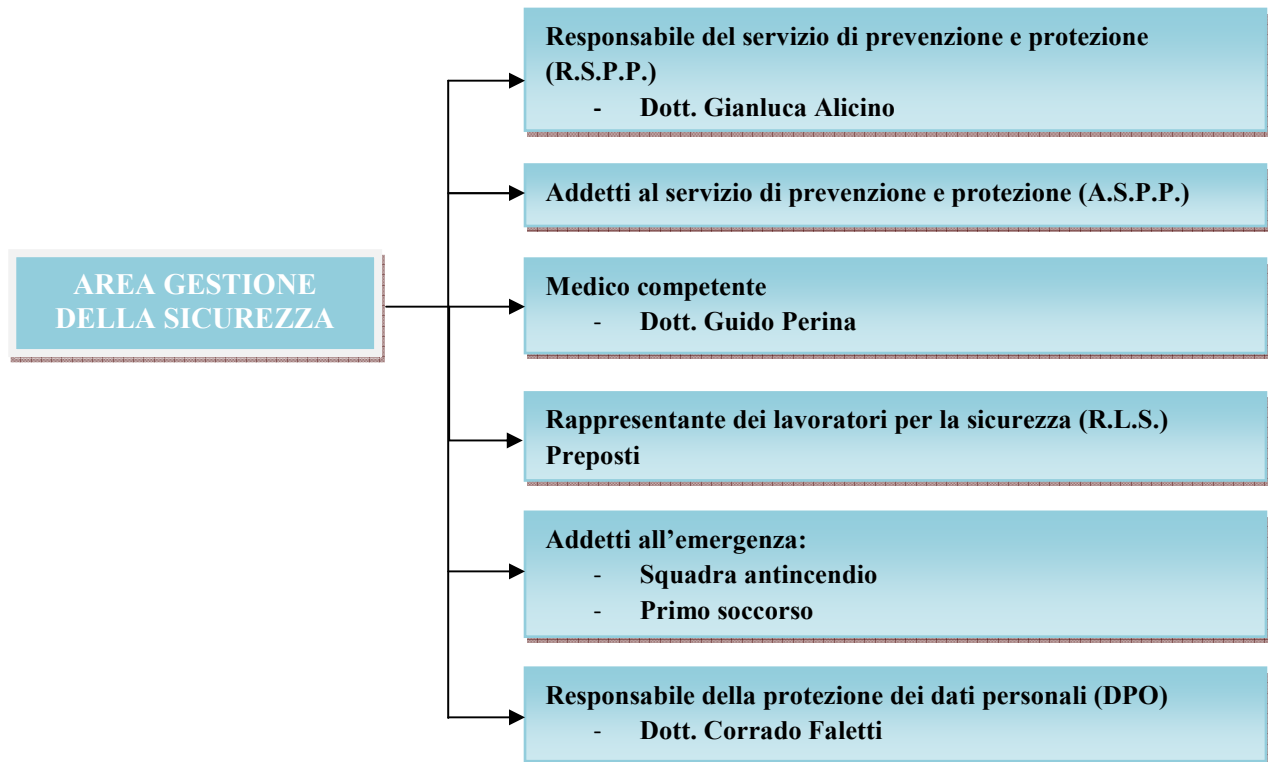 AREA GESTIONE
DELLA SICUREZZA
Responsabile del servizio di prevenzione e protezione
(R.S.P.P.)
- Dott. Gianluca Alicino
Addetti al servizio di prevenzione e protezione (A.S.P.P.)
Medico competente
- Dott. Guido Perina
Rappresentante dei lavoratori per la sicurezza (R.L.S.)
Preposti
Addetti all’emergenza:
- Squadra antincendio
- Primo soccorso
Responsabile della protezione dei dati personali (DPO)
- Dott. Corrado Faletti